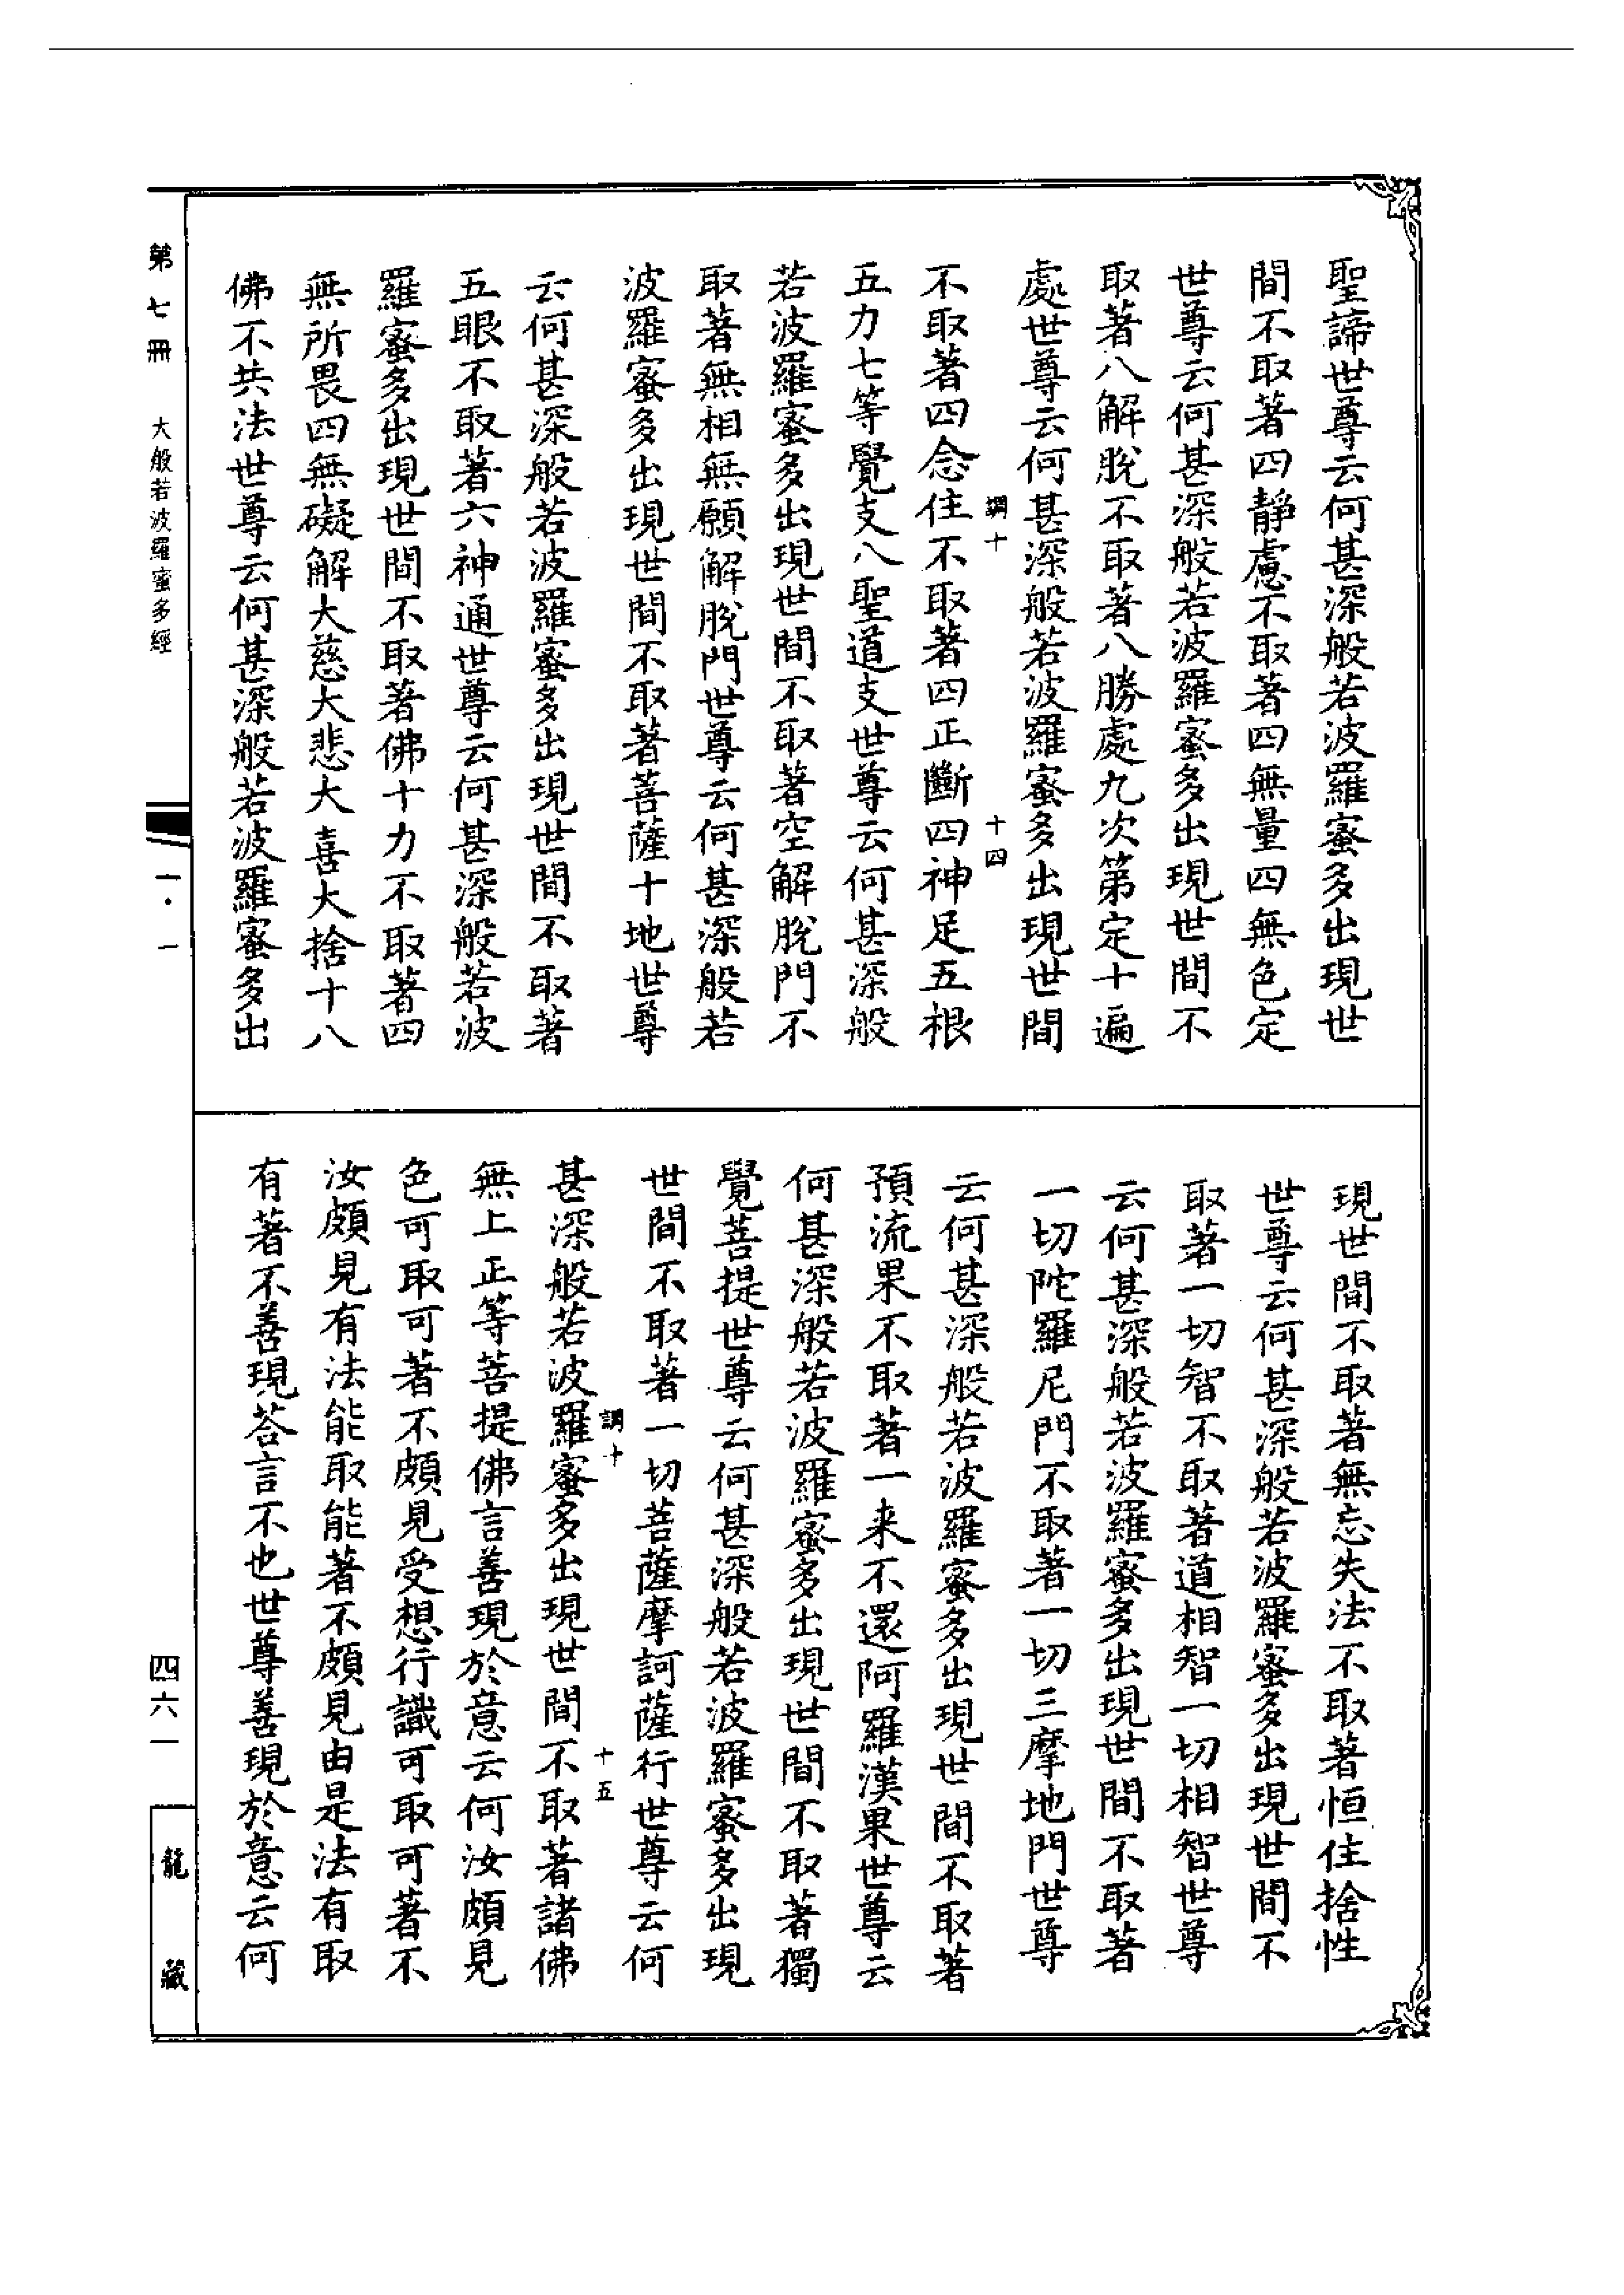 聖諦世尊云何甚深般若波羅蜜多出現世
間不取著四靜慮不取著四無量四無色定
世尊云何甚深般若波羅蜜多出現世間不
取著八解脫不取著八勝處九次第定十遍
處世尊云何甚深般若波羅蜜多出現世間
調十
十四
不取著四念住不取著四正斷四神足五根
五力七等覺支八聖道支世尊云何甚深般
若波羅蜜多出現世間不取著空解脫門不
取著無相無願解脫門世尊云何甚深般若
波羅蜜多出現世間不取著菩薩十地世尊
云何甚深般若波羅蜜多出現世間不取著
五眼不取著六神通世尊云何甚深般若波
羅蜜多出現世間不取著佛十力不取著四
無所畏四無礙解大慈大悲大喜大捨十八
佛不共法世尊云何甚深般若波羅蜜多出
現世間不取著無忘失法不取著恒住捨性
世尊云何甚深般若波羅蜜多出現世間不
取著一切智不取著道相智一切相智世尊
云何甚深般若波羅蜜多出現世間不取著
一切陀羅尼門不取著一切三摩地門世尊
云何甚深般若波羅蜜多出現世間不取著
預流果不取著一来不還阿羅漢果世尊云
何甚深般若波羅蜜多出現世間不取著獨
覺菩提世尊云何甚深般若波羅蜜多出現
世間不取著一切菩薩摩訶薩行世尊云何
調十
十五
甚深般若波羅蜜多出現世間不取著諸佛
無上正等菩提佛言善現於意云何汝頗見
色可取可著不頗見受想行識可取可著不
汝頗見有法能取能著不頗見由是法有取
有著不善現荅言不也世尊善現於意云何
第七冊
大般若波羅蜜多經
一·一
四六一
龍藏